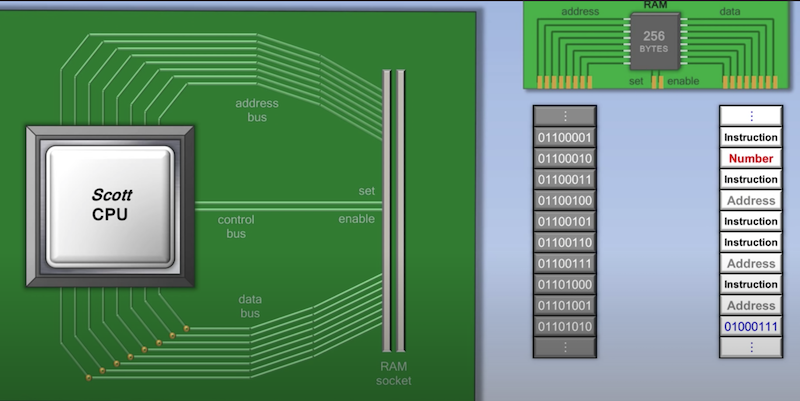 Scott
CPU
address
bus
control
bus
set
enable
data
bus
RAM
socket
RAM
address
data
256
BYTES
set
enable
⋮
01100001
01100010
01100011
01100100
01100101
01100110
01100111
01101000
01101001
01101010
⋮
⋮
Instruction
Number
Instruction
Address
Instruction
Instruction
Address
Instruction
Address
01000111
⋮